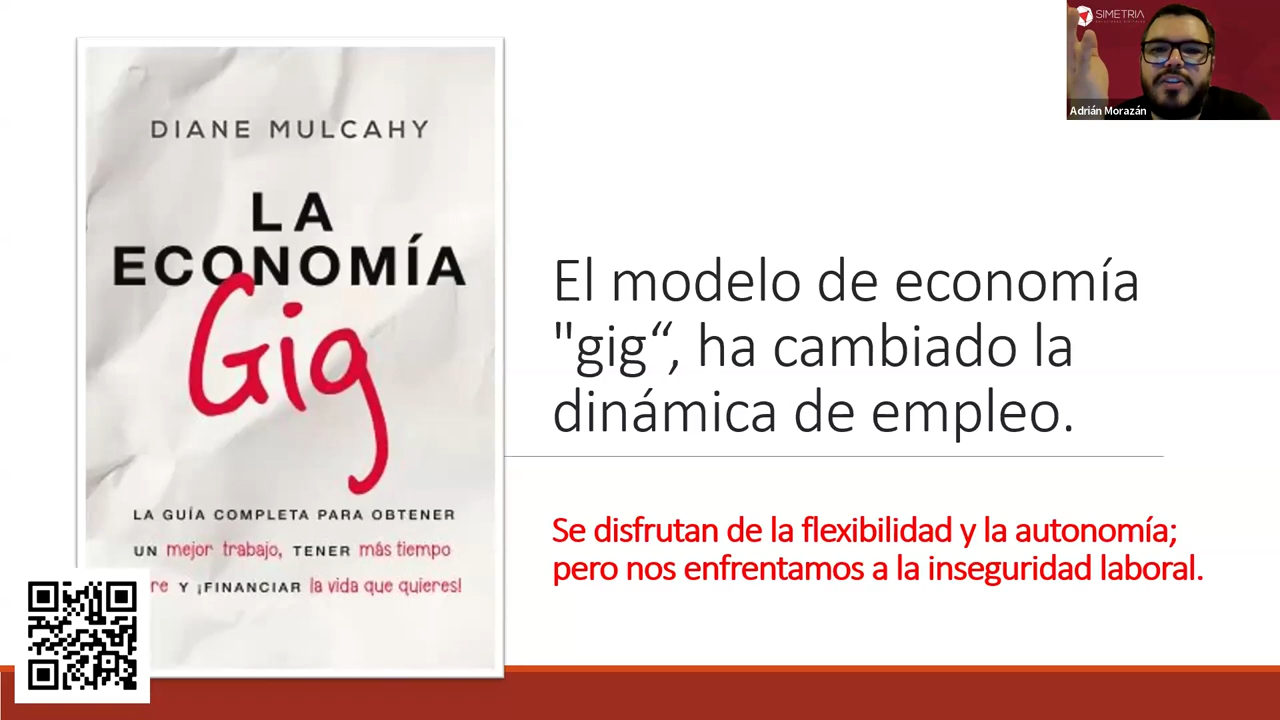 DIANE MULCAHY
LA
ECONOMÍA
Gig
LA GUÍA COMPLETA PARA OBTENER
UN mejor trabajo, TENER más tiempo
re Y ¡FINANCIAR la vida que quieres!
El modelo de economía
"gig“, ha cambiado la
dinámica de empleo.
Se disfrutan de la flexibilidad y la autonomía;
pero nos enfrentamos a la inseguridad laboral.
SIMETRIA
Adrián Morazán